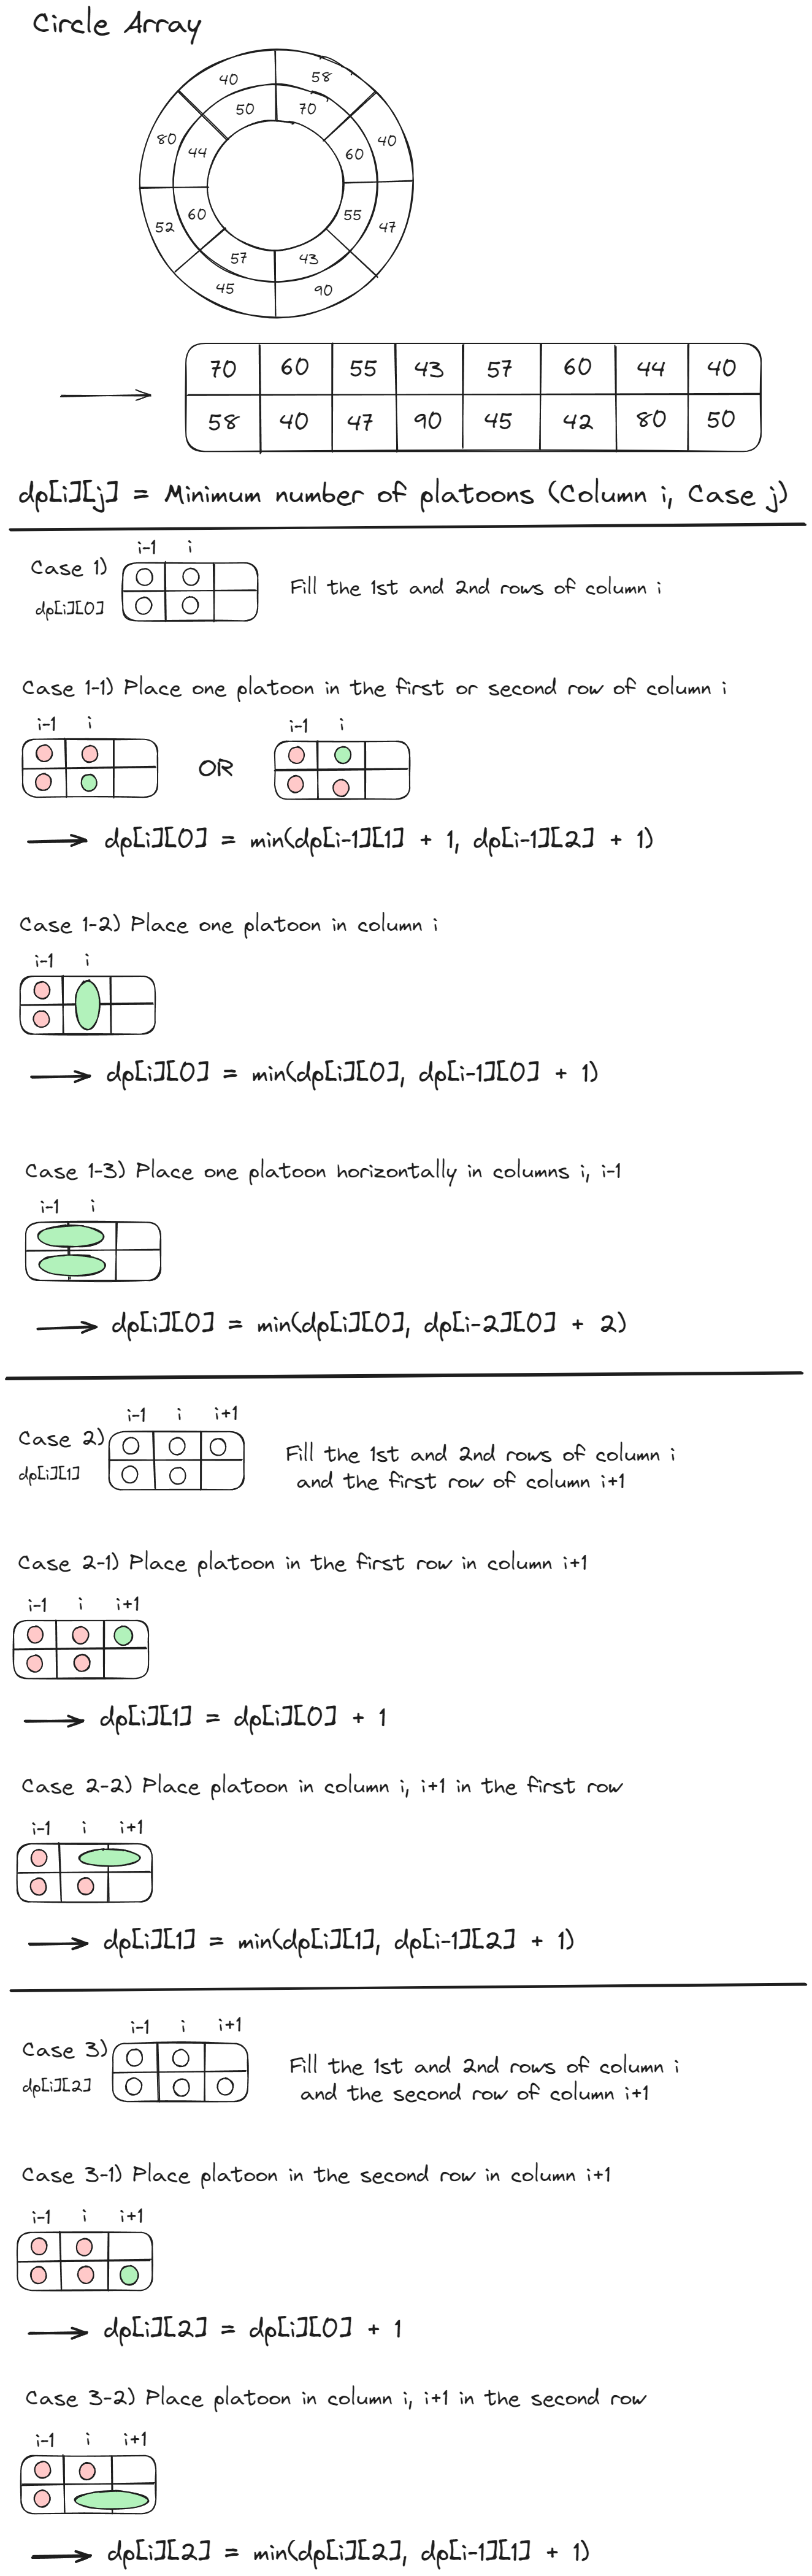 Circle Array
40 58
50 70
80 44 60 40
52 60 55 47
57 43
45 90
70 60 55 43 57 60 44 40
58 40 47 90 45 42 80 50
dp[i][j] = Minimum number of platoons (Column i, Case j)
i-1 i
Case 1)
dp[i][0]
Fill the 1st and 2nd rows of column i
Case 1-1) Place one platoon in the first or second row of column i
i-1 i
OR
i-1 i
dp[i][0] = min(dp[i-1][1] + 1, dp[i-1][2] + 1)
Case 1-2) Place one platoon in column i
i-1 i
dp[i][0] = min(dp[i][0], dp[i-1][0] + 1)
Case 1-3) Place one platoon horizontally in columns i, i-1
i-1 i
dp[i][0] = min(dp[i][0], dp[i-2][0] + 2)
i-1 i i+1
Case 2)
dp[i][1]
Fill the 1st and 2nd rows of column i
and the first row of column i+1
Case 2-1) Place platoon in the first row in column i+1
i-1 i i+1
dp[i][1] = dp[i][0] + 1
Case 2-2) Place platoon in column i, i+1 in the first row
i-1 i i+1
dp[i][1] = min(dp[i][1], dp[i-1][2] + 1)
i-1 i i+1
Case 3)
dp[i][2]
Fill the 1st and 2nd rows of column i
and the second row of column i+1
Case 3-1) Place platoon in the second row in column i+1
i-1 i i+1
dp[i][2] = dp[i][0] + 1
Case 3-2) Place platoon in column i, i+1 in the second row
i-1 i i+1
dp[i][2] = min(dp[i][2], dp[i-1][1] + 1)